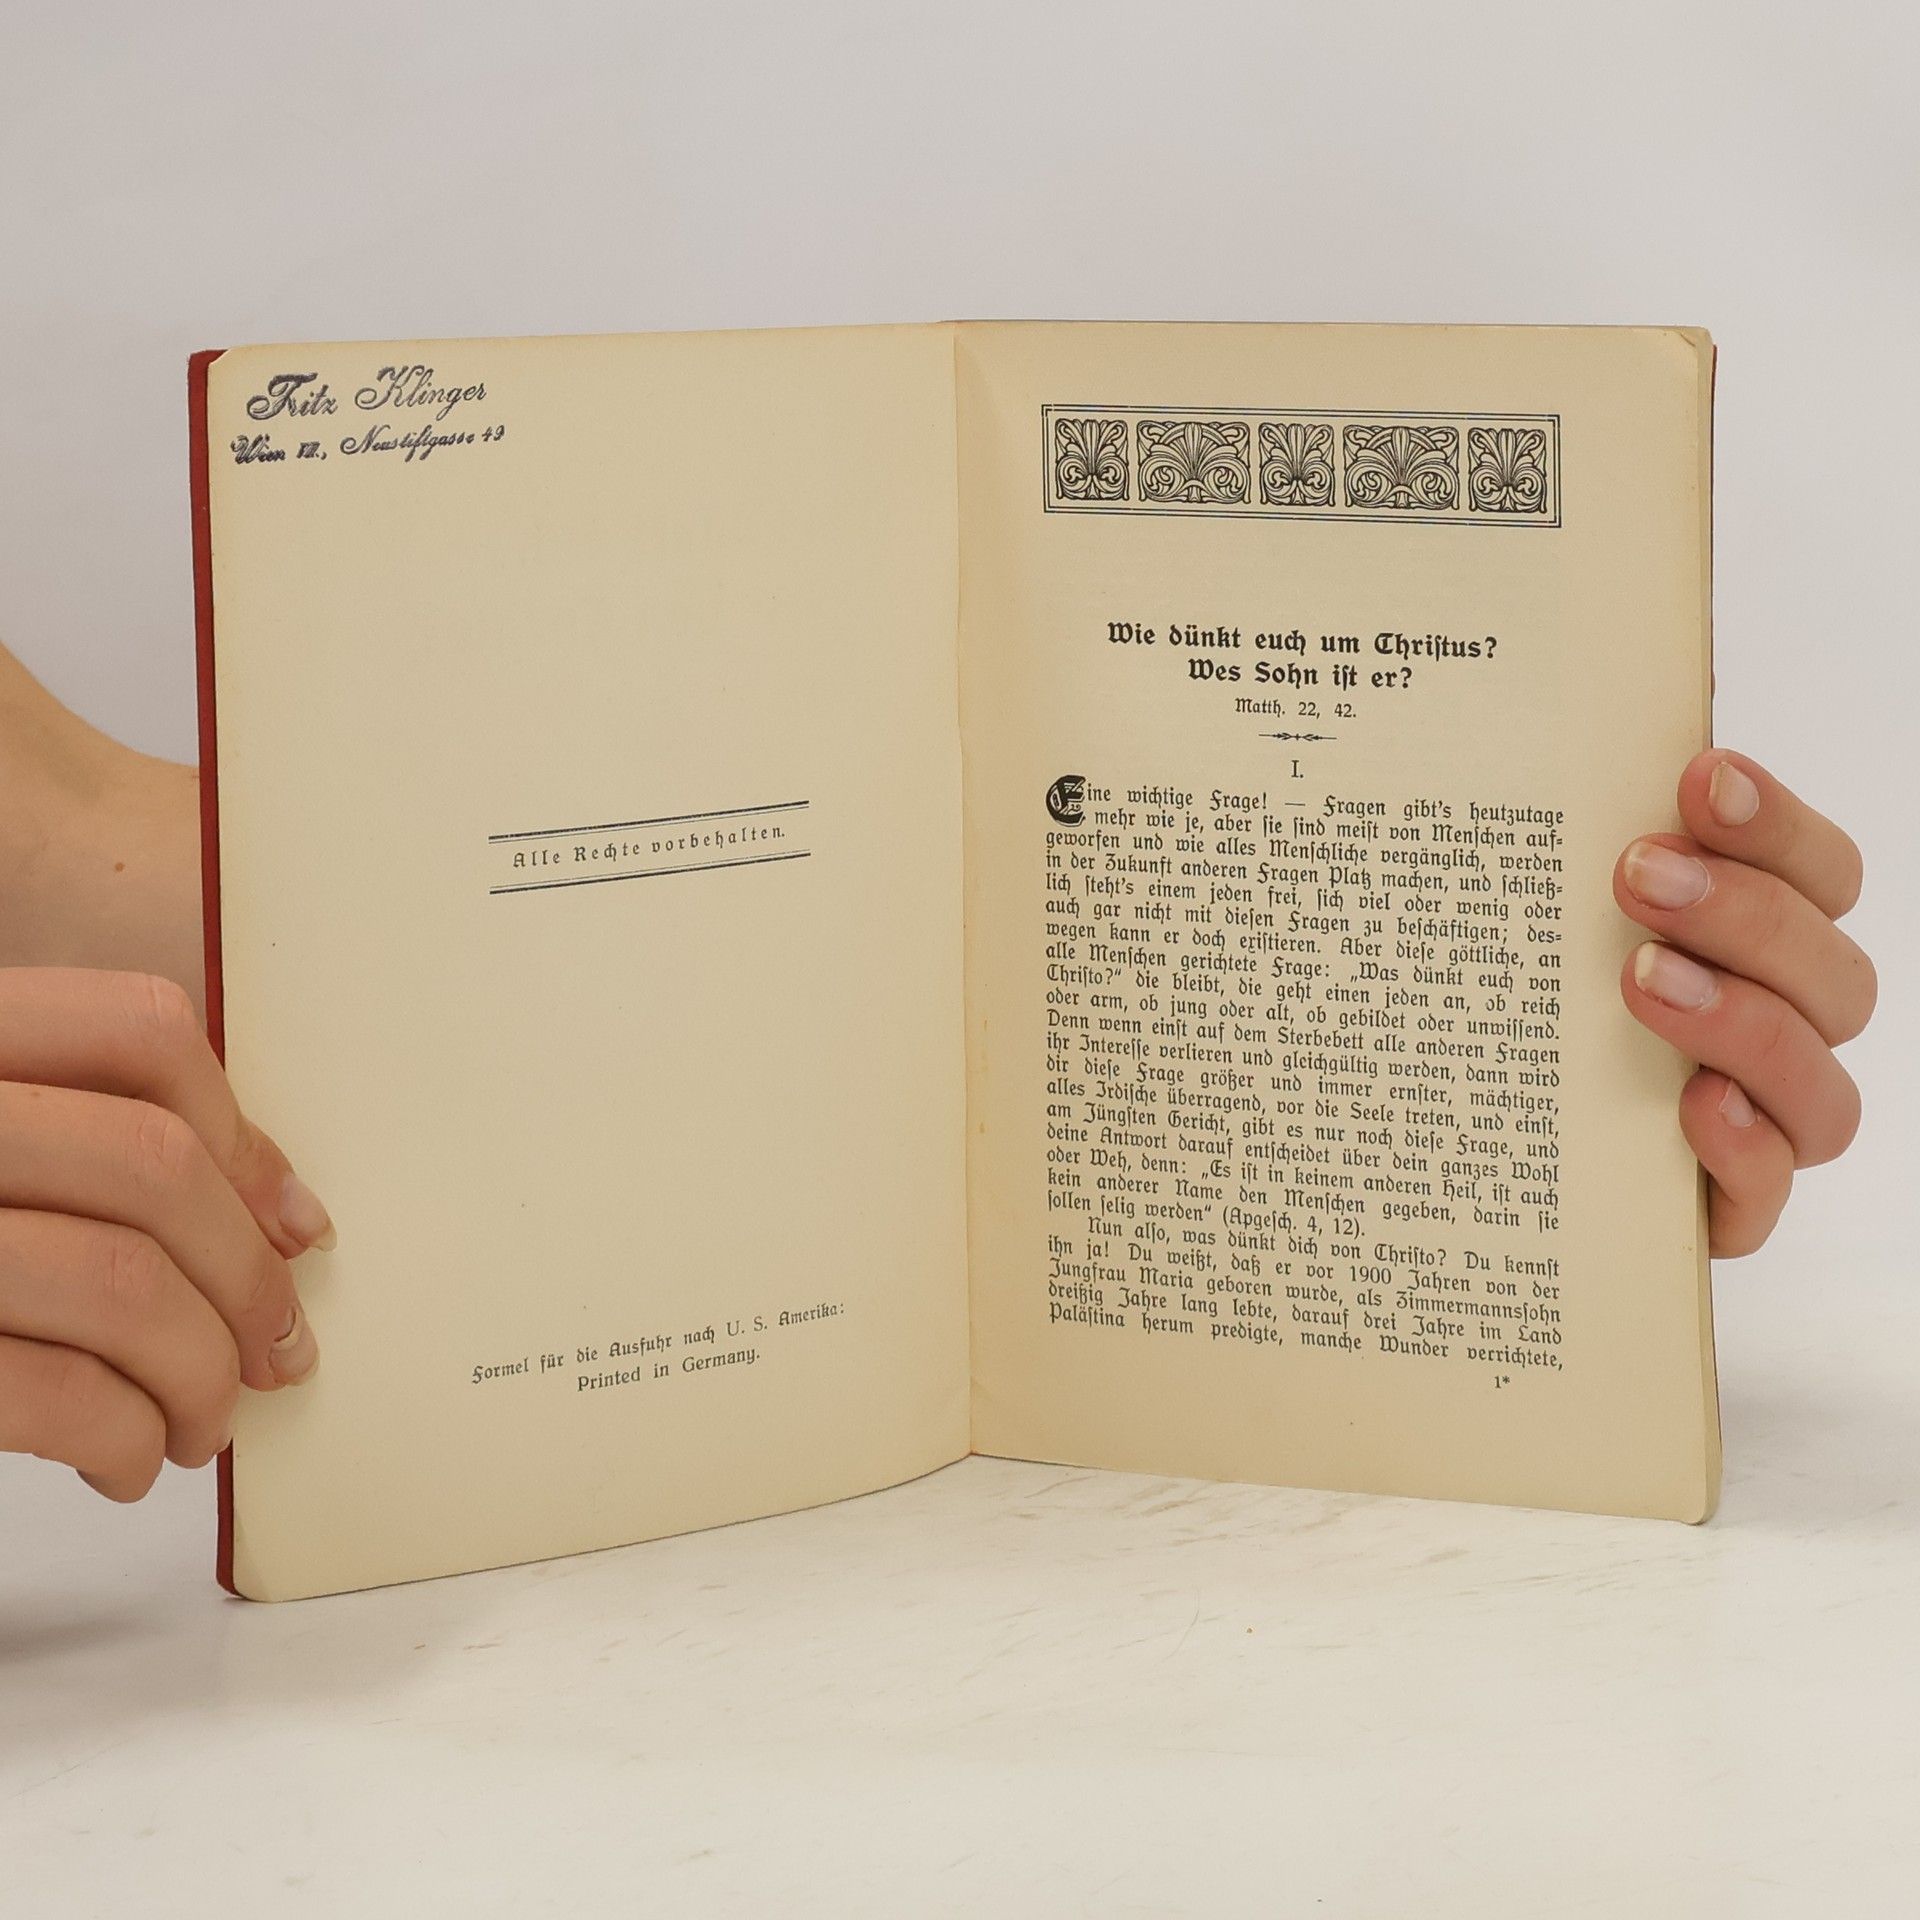 Fritz Klinger
Wien VII., Neustiftgasse 49
Alle Rechte vorbehalten.
Formel für die Ausfuhr nach U. S. Amerika:
Printed in Germany.
Wie dünkt euch um Chriſtus?
Wes Sohn iſt er?
Matth. 22, 42.
I.
Eine wichtige Frage! — Fragen gibt's heutzutage
mehr wie je, aber ſie ſind meiſt von Menſchen auf⸗
geworfen und wie alles Menſchliche vergänglich, werden
in der Zukunft anderen Fragen Platz machen, und ſchließ⸗
lich ſteht's einem jeden frei, ſich viel oder wenig oder
auch gar nicht mit dieſen Fragen zu beſchäftigen; des⸗
wegen kann er doch exiſtieren. Aber dieſe göttliche, an
alle Menſchen gerichtete Frage: „Was dünkt euch von
Chriſto?“ die bleibt, die geht einen jeden an, ob reich
oder arm, ob jung oder alt, ob gebildet oder unwiſſend.
Denn wenn einſt auf dem Sterbebett alle anderen Fragen
ihr Intereſſe verlieren und gleichgültig werden, dann wird
dir dieſe Frage größer und immer ernſter, mächtiger,
alles Irdiſche überragend, vor die Seele treten, und einſt,
am Jüngſten Gericht, gibt es nur noch dieſe Frage, und
deine Antwort darauf entſcheidet über dein ganzes Wohl
oder Weh, denn: „Es iſt in keinem anderen Heil, iſt auch
kein anderer Name den Menſchen gegeben, darin ſie
ſollen ſelig werden“ (Apgeſch. 4, 12).
Nun alſo, was dünkt dich von Chriſto? Du kennſt
ihn ja! Du weißt, daß er vor 1900 Jahren von der
Jungfrau Maria geboren wurde, als Zimmermannsſohn
dreißig Jahre lang lebte, darauf drei Jahre im Land
Paläſtina herum predigte, manche Wunder verrichtete,
1*